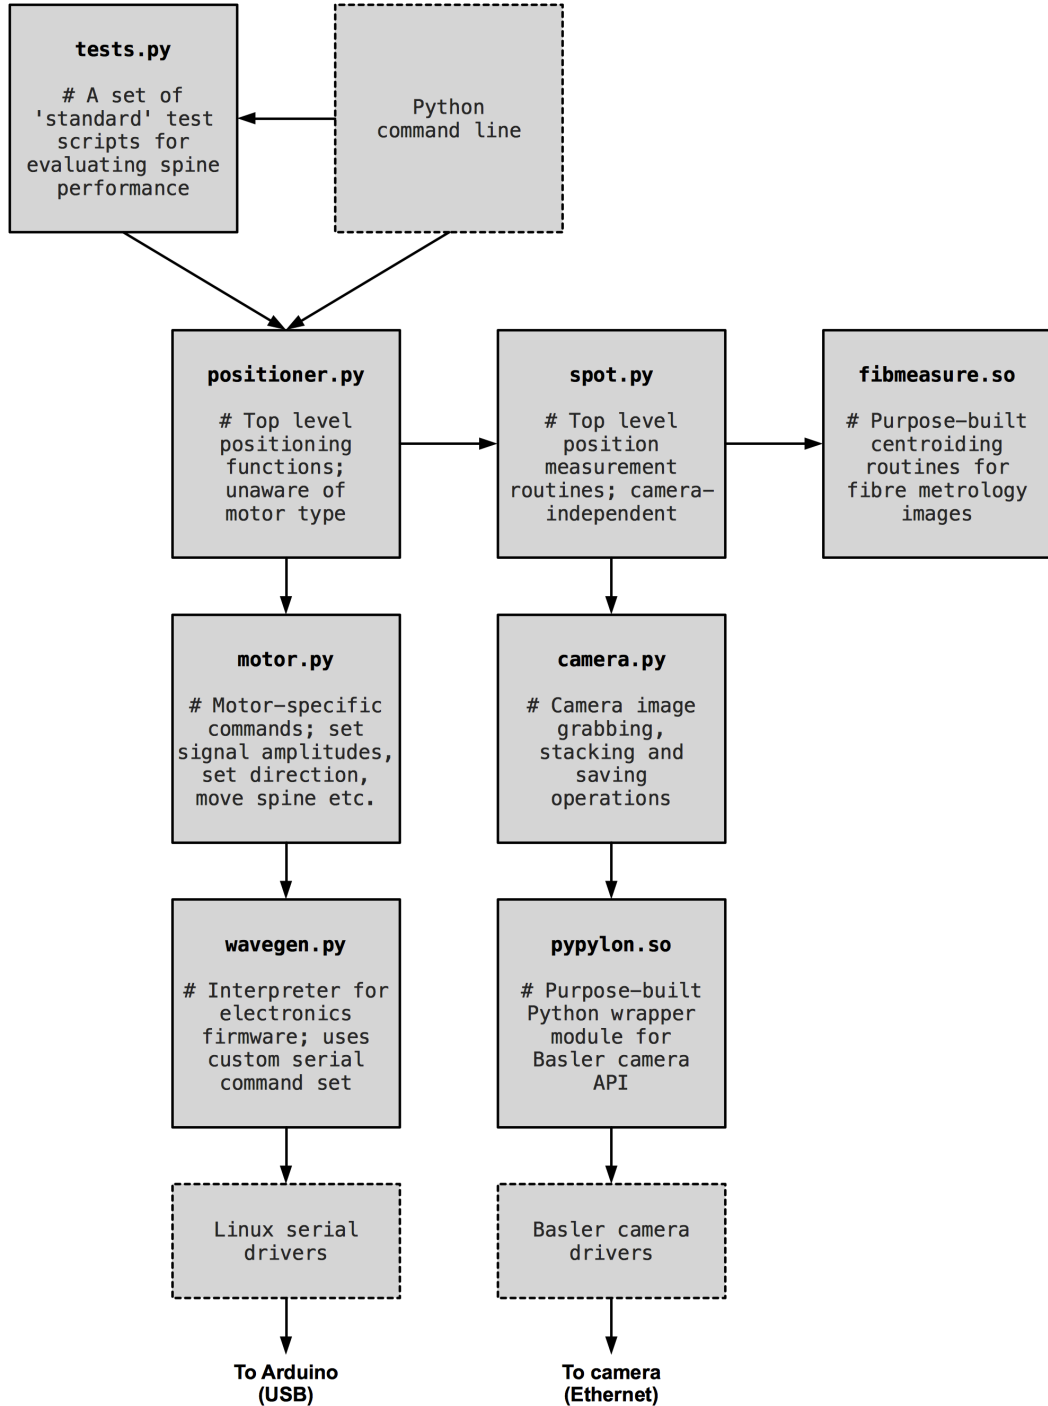 tests.py
# A set of
'standard' test
scripts for
evaluating spine
performance
Python
command line
positioner.py
# Top level
positioning
functions;
unaware of
motor type
spot.py
# Top level
position
measurement
routines; camera-
independent
fibmeasure.so
# Purpose-built
centroiding
routines for
fibre metrology
images
motor.py
# Motor-specific
commands; set
signal amplitudes,
set direction,
move spine etc.
camera.py
# Camera image
grabbing,
stacking and
saving
operations
wavegen.py
# Interpreter for
electronics
firmware; uses
custom serial
command set
pypylon.so
# Purpose-built
Python wrapper
module for
Basler camera
API
Linux serial
drivers
Basler camera
drivers
To Arduino
(USB)
To camera
(Ethernet)